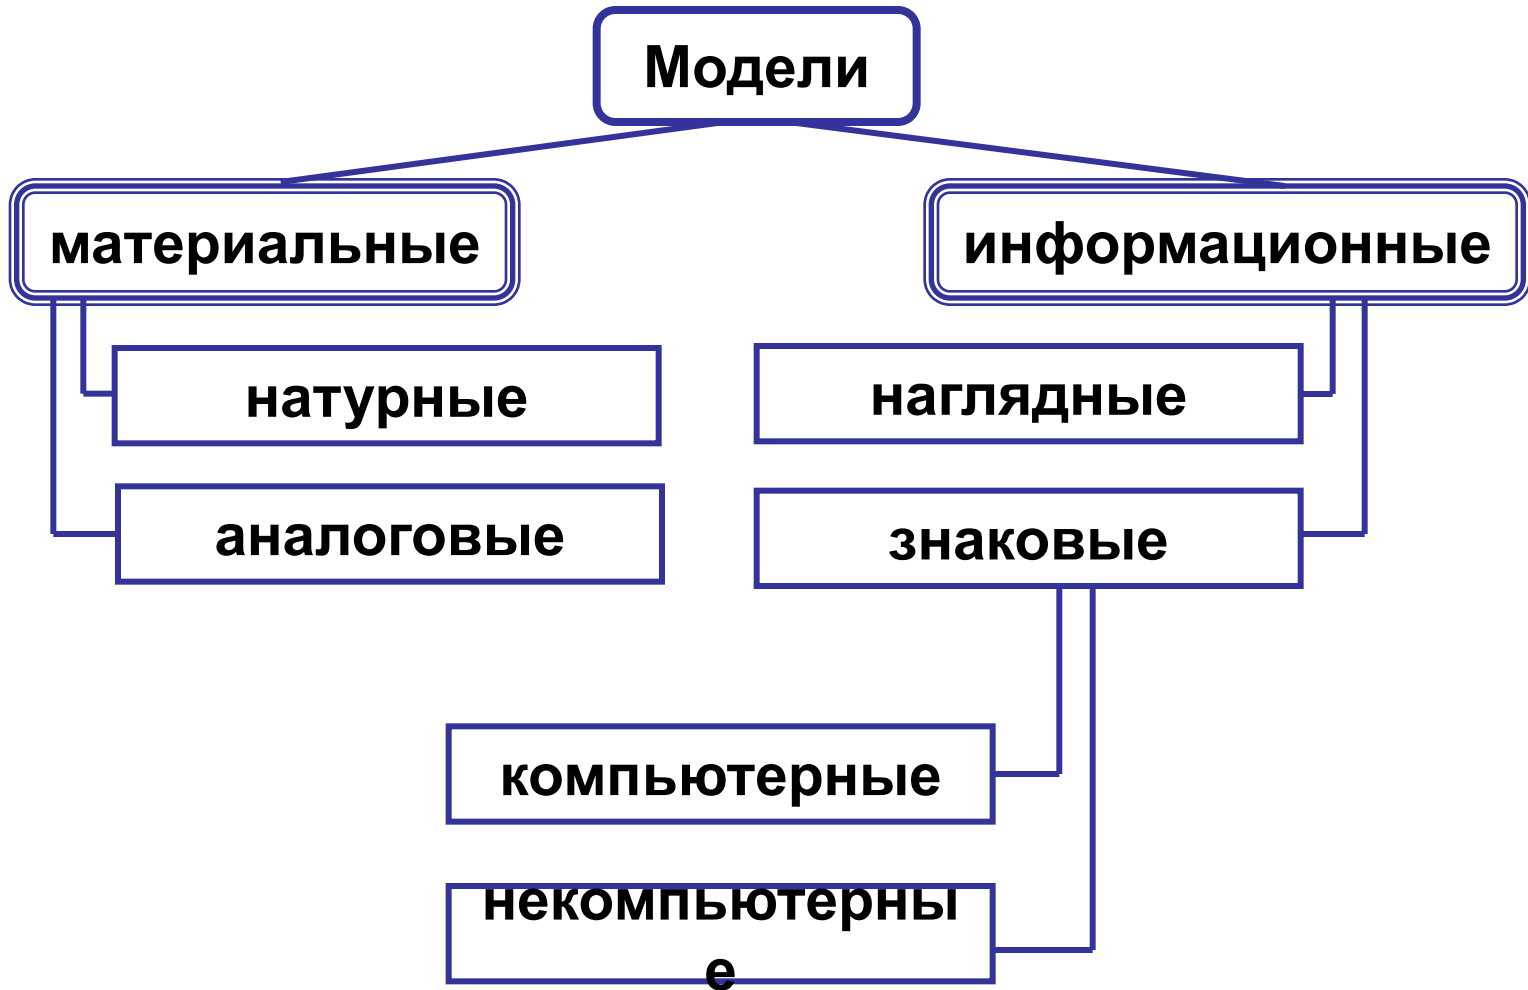 Модели
материальные
информационные
натурные
наглядные
аналоговые
знаковые
компьютерные
некомпьютерны
е